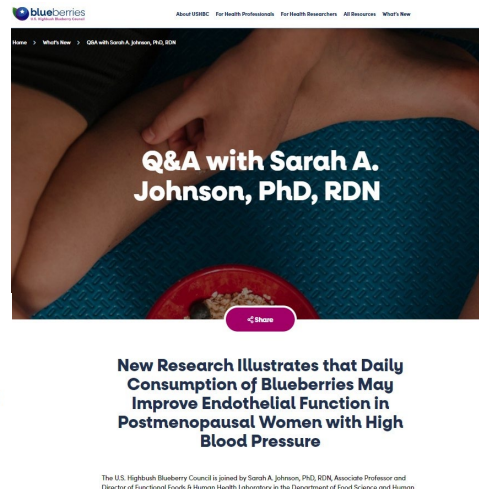 blueberries
U.S. Highbush Blueberry Council
About USHBC For Health Professionals For Health Researchers All Resources What's New
Home > What's New > Q&A with Sarah A. Johnson, PhD, RDN
Q&A with Sarah A.
Johnson, PhD, RDN
Share
New Research Illustrates that Daily
Consumption of Blueberries May
Improve Endothelial Function in
Postmenopausal Women with High
Blood Pressure
The U.S. Highbush Blueberry Council is joined by Sarah A. Johnson, PhD, RDN, Associate Professor and
Director of Functional Foods & Human Health Laboratory in the Department of Food Science and Human